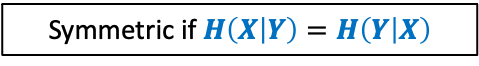 Symmetric if H(X|Y) = H(Y|X)